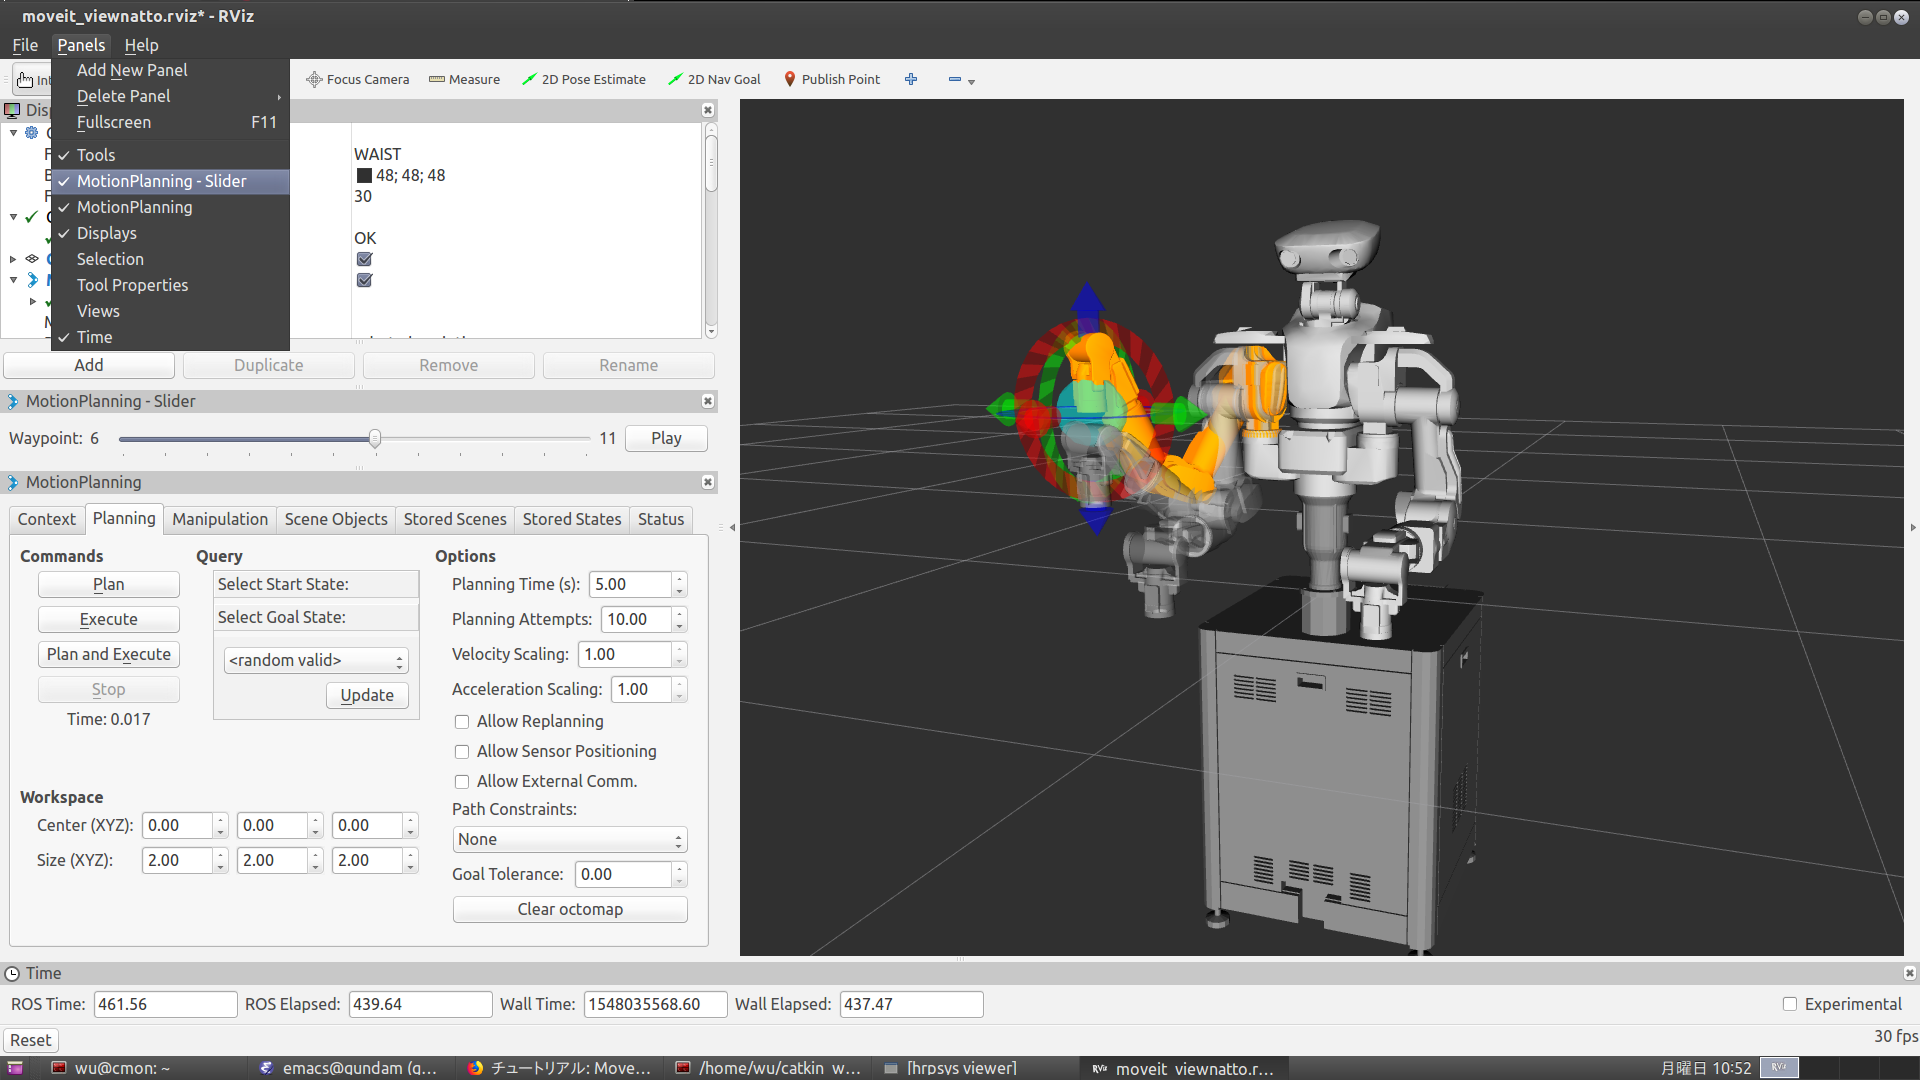 moveit_viewnatto.rviz* - RViz
File Panels Help
Add New Panel
Delete Panel
Fullscreen F11
Tools
MotionPlanning - Slider
MotionPlanning
Displays
Selection
Tool Properties
Views
Time
Int
Focus Camera Measure 2D Pose Estimate 2D Nav Goal Publish Point
WAIST
48; 48; 48
30
OK
Add Duplicate Remove Rename
MotionPlanning - Slider
Waypoint: 6 11 Play
MotionPlanning
Context Planning Manipulation Scene Objects Stored Scenes Stored States Status
Commands
Plan
Execute
Plan and Execute
Stop
Time: 0.017
Query
Select Start State:
Select Goal State:
<random valid>
Update
Options
Planning Time (s): 5.00
Planning Attempts: 10.00
Velocity Scaling: 1.00
Acceleration Scaling: 1.00
Allow Replanning
Allow Sensor Positioning
Allow External Comm.
Path Constraints:
None
Goal Tolerance: 0.00
Clear octomap
Workspace
Center (XYZ): 0.00 0.00 0.00
Size (XYZ): 2.00 2.00 2.00
Time
ROS Time: 461.56 ROS Elapsed: 439.64 Wall Time: 1548035568.60 Wall Elapsed: 437.47 Experimental
Reset 30 fps
wu@cmon: ~ emacs@gundam (g... チュートリアル: Move... /home/wu/catkin_w... [hrpsys viewer] RViz moveit_viewnatto.r... 月曜日 10:52 RViz